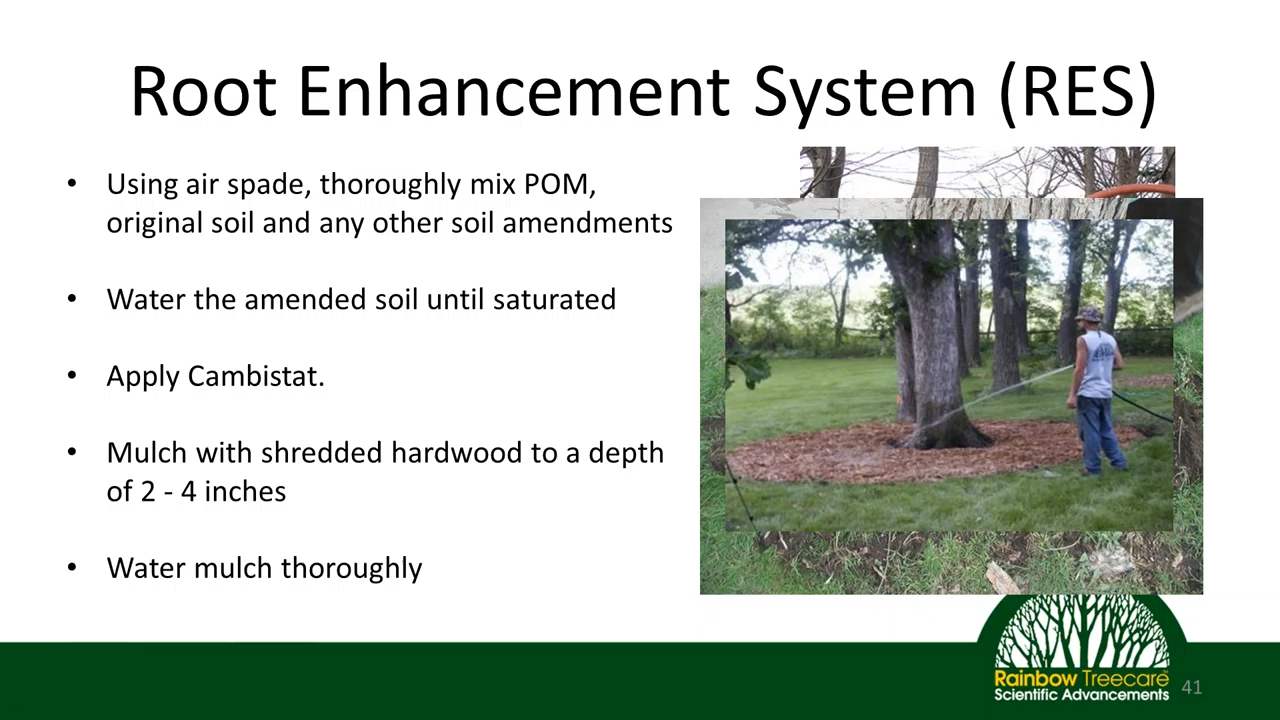 Root Enhancement System (RES)
• Using air spade, thoroughly mix POM,
original soil and any other soil amendments
• Water the amended soil until saturated
• Apply Cambistat.
• Mulch with shredded hardwood to a depth
of 2 - 4 inches
• Water mulch thoroughly
Rainbow Treecare
Scientific Advancements
41